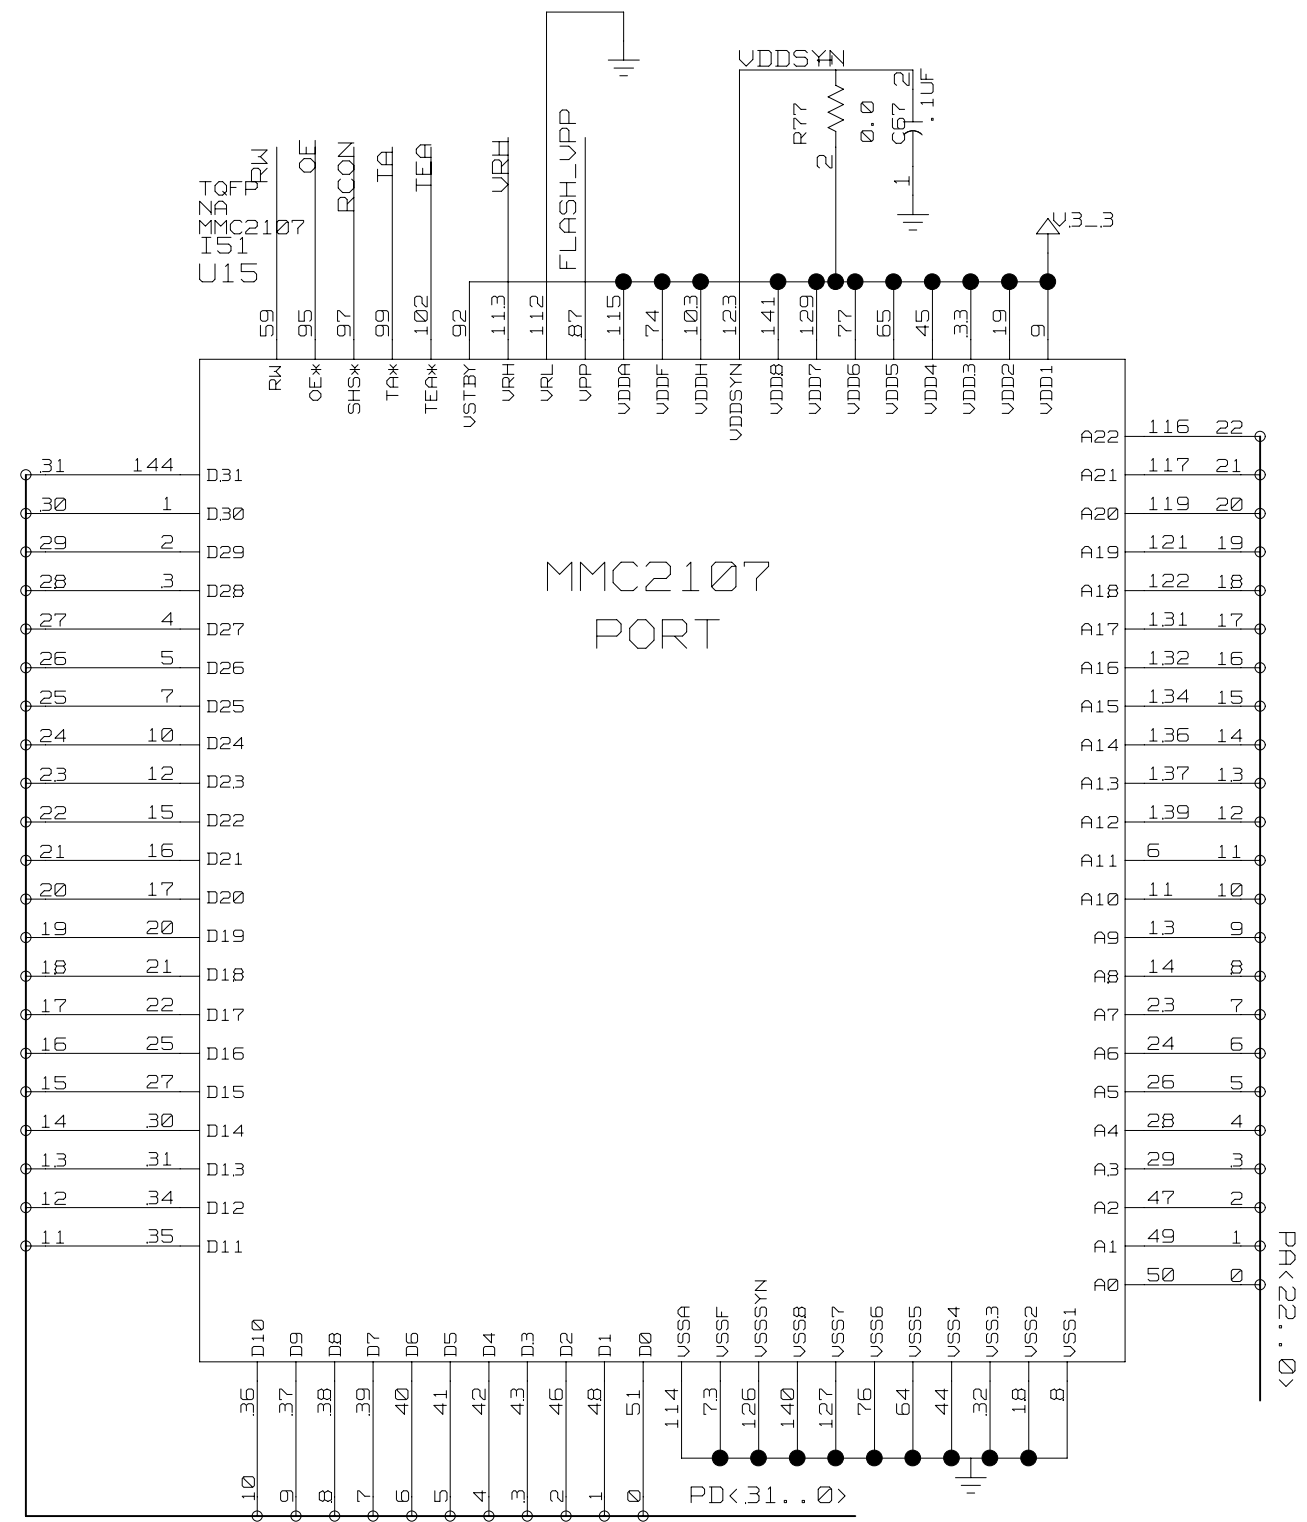 VDDSYN
1
2
R77
0.0
C67
.1UF
2
1
V3_3
RW
OE
RCON
TA
TEA
VRH
FLASH_VPP
TQFP
NA
MMC2107
I51
U15
59
95
97
99
102
92
113
112
87
115
74
103
123
141
129
77
65
45
33
19
9
RW
OE*
SHS*
TA*
TEA*
VSTBY
VRH
VRL
VPP
VDDA
VDDF
VDDH
VDDSYN
VDD8
VDD7
VDD6
VDD5
VDD4
VDD3
VDD2
VDD1
MMC2107
PORT
31 144 D31
30 1 D30
29 2 D29
28 3 D28
27 4 D27
26 5 D26
25 7 D25
24 10 D24
23 12 D23
22 15 D22
21 16 D21
20 17 D20
19 20 D19
18 21 D18
17 22 D17
16 25 D16
15 27 D15
14 30 D14
13 31 D13
12 34 D12
11 35 D11
A22 116 22
A21 117 21
A20 119 20
A19 121 19
A18 122 18
A17 131 17
A16 132 16
A15 134 15
A14 136 14
A13 137 13
A12 139 12
A11 6 11
A10 11 10
A9 13 9
A8 14 8
A7 23 7
A6 24 6
A5 26 5
A4 28 4
A3 29 3
A2 47 2
A1 49 1
A0 50 0
PA<22..0>
D10
D9
D8
D7
D6
D5
D4
D3
D2
D1
D0
VSSA
VSSF
VSSSYN
VSS8
VSS7
VSS6
VSS5
VSS4
VSS3
VSS2
VSS1
36
37
38
39
40
41
42
43
46
48
51
114
73
126
140
127
76
64
44
32
18
8
10
9
8
7
6
5
4
3
2
1
0
PD<31..0>